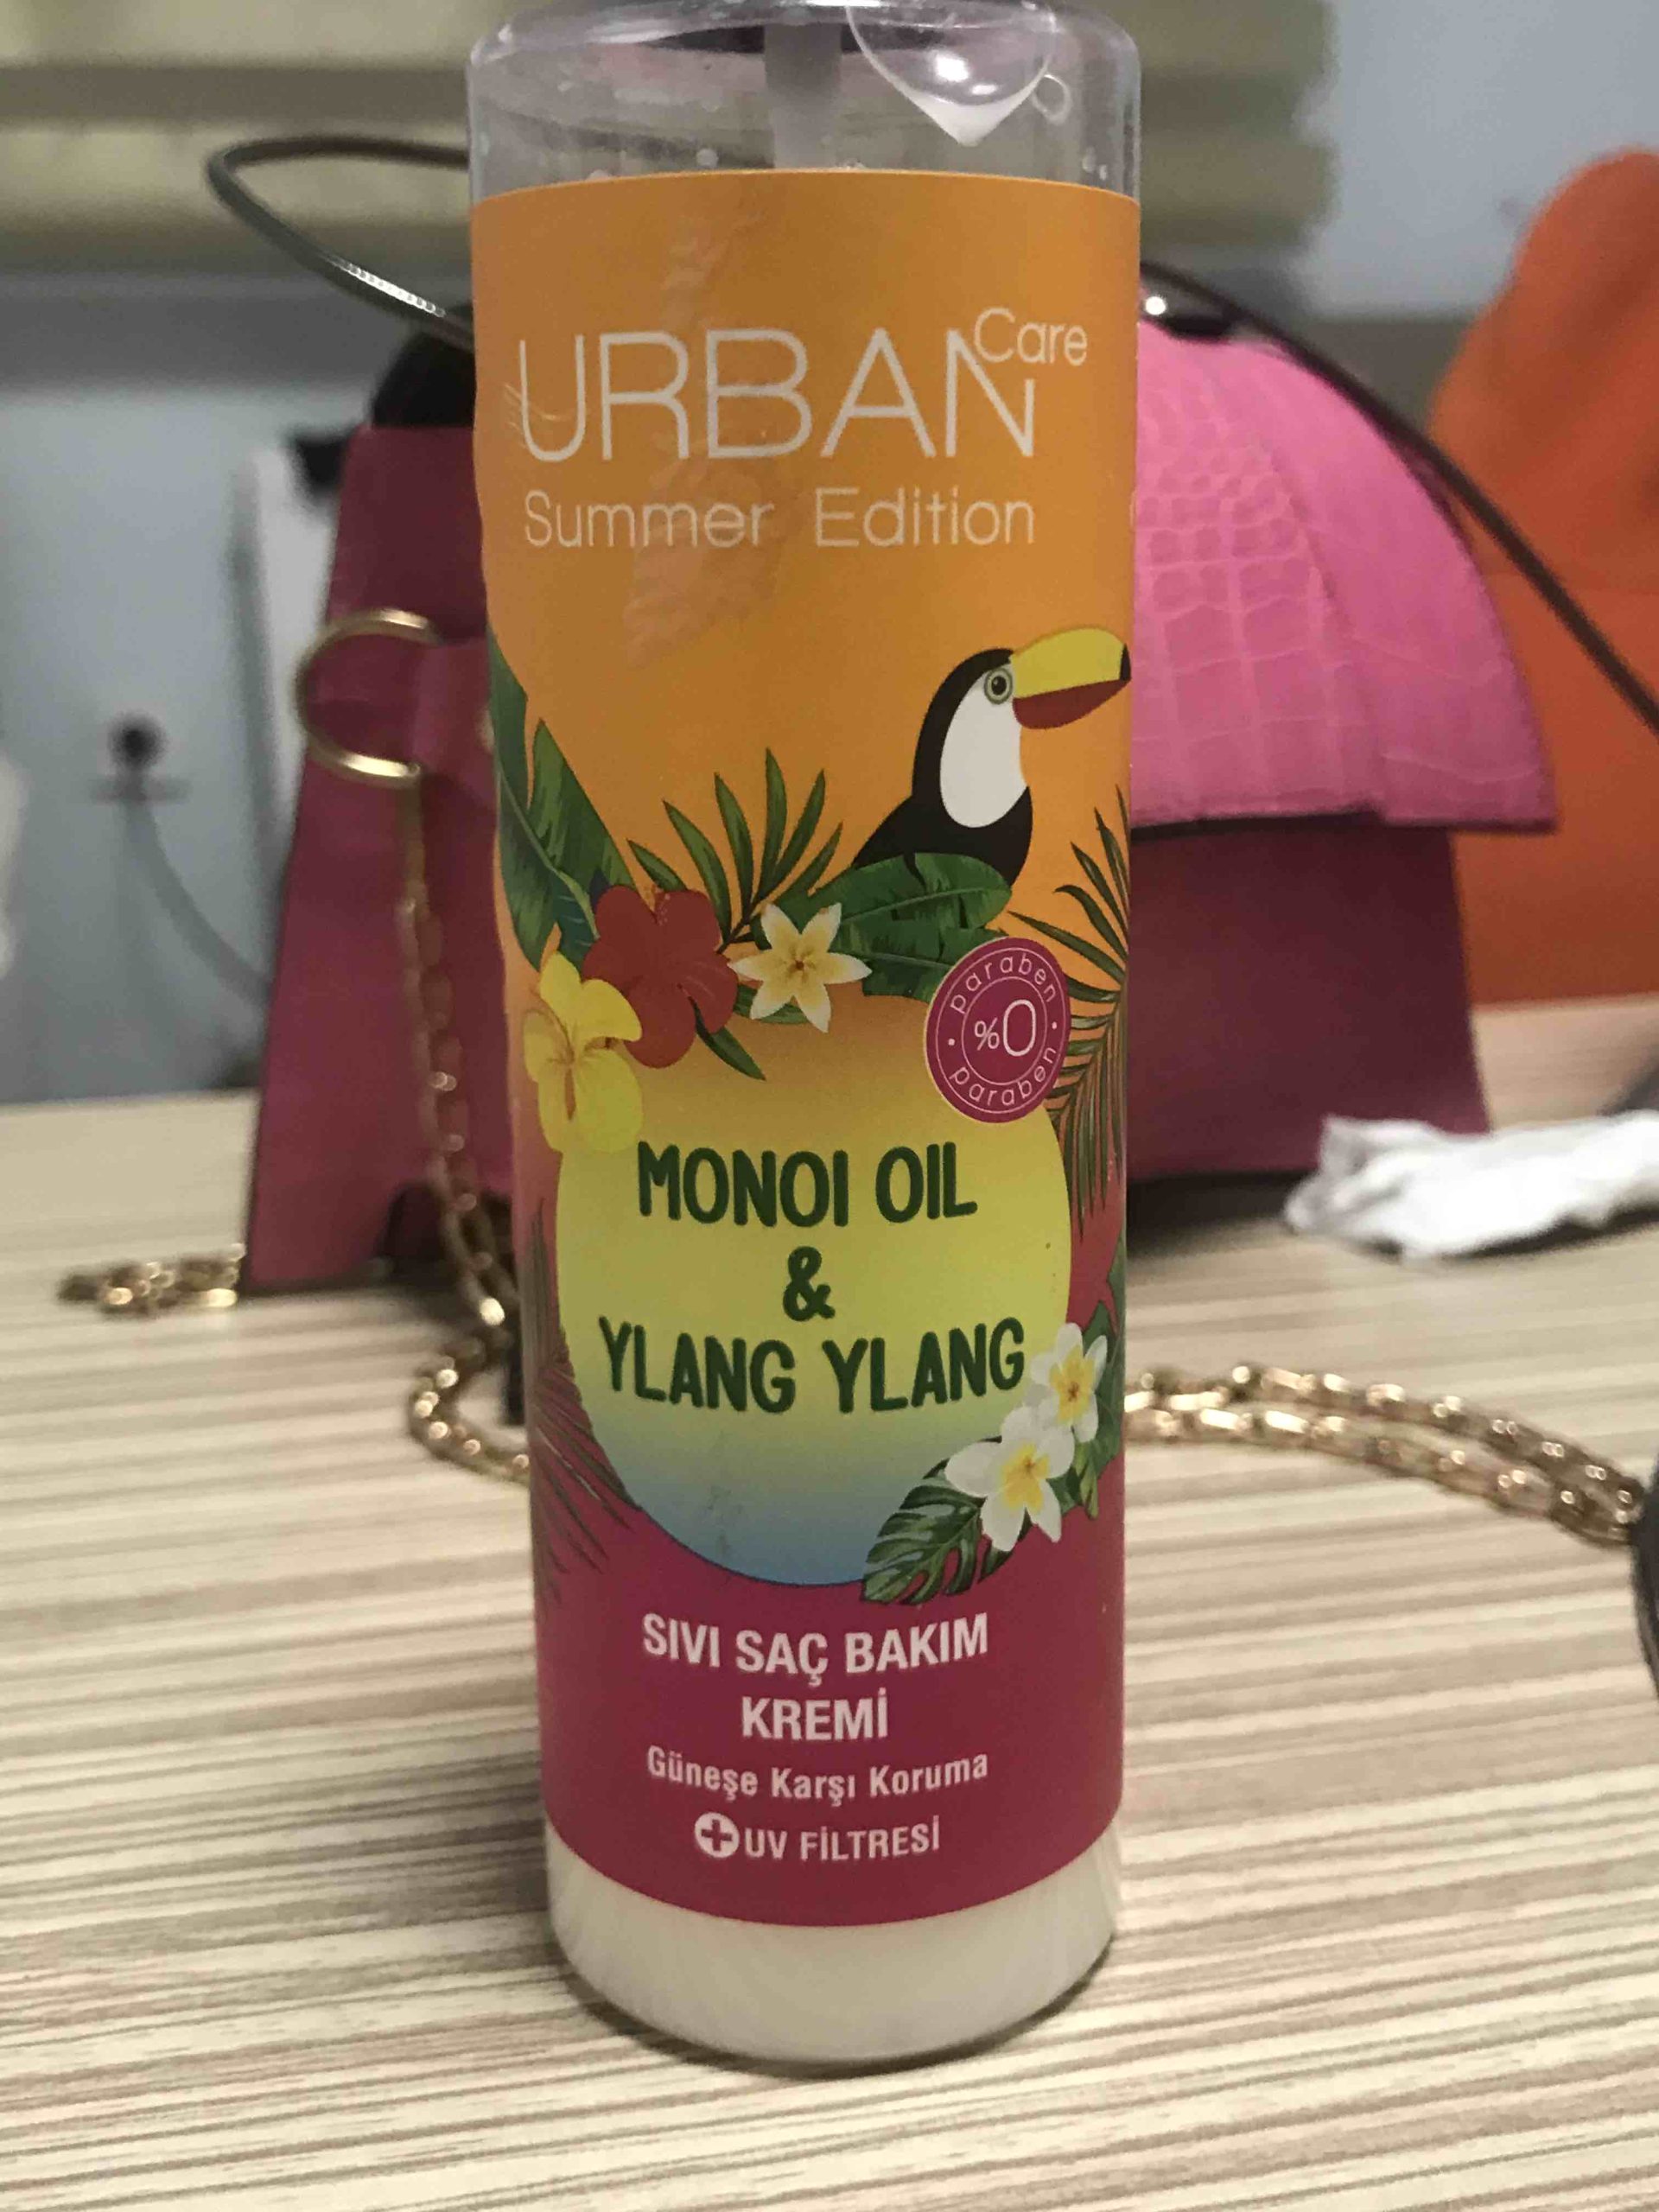 URBAN Care
Summer Edition
paraben
%0
paraben
MONOI OIL
&
YLANG YLANG
SIVI SAÇ BAKIM
KREMİ
Güneşe Karşı Koruma
UV FİLTRESİ